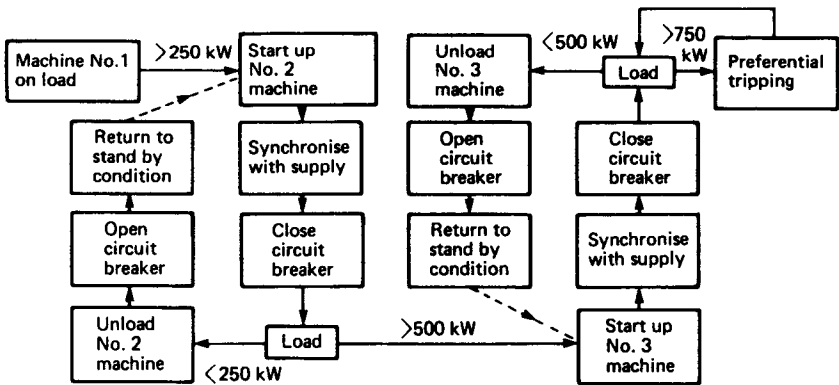 Machine No.1
on load
>250 kW
Start up
No. 2
machine
Return to
stand by
condition
Synchronise
with supply
Open
circuit
breaker
Close
circuit
breaker
Unload
No. 2
machine
<250 kW
Load
>500 kW
Unload
No. 3
machine
<500 kW
Load
>750
kW
Preferential
tripping
Open
circuit
breaker
Close
circuit
breaker
Return to
stand by
condition
Synchronise
with supply
Start up
No. 3
machine